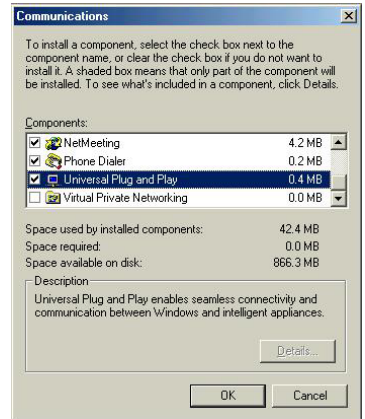 Communications
To install a component, select the check box next to the
component name, or clear the check box if you do not want to
install it. A shaded box means that only part of the component will
be installed. To see what's included in a component, click Details.
Components:
NetMeeting 4.2 MB
Phone Dialer 0.2 MB
Universal Plug and Play 0.4 MB
Virtual Private Networking 0.0 MB
Space used by installed components: 42.4 MB
Space required: 0.0 MB
Space available on disk: 866.3 MB
Description
Universal Plug and Play enables seamless connectivity and
communication between Windows and intelligent appliances.
Details...
OK Cancel